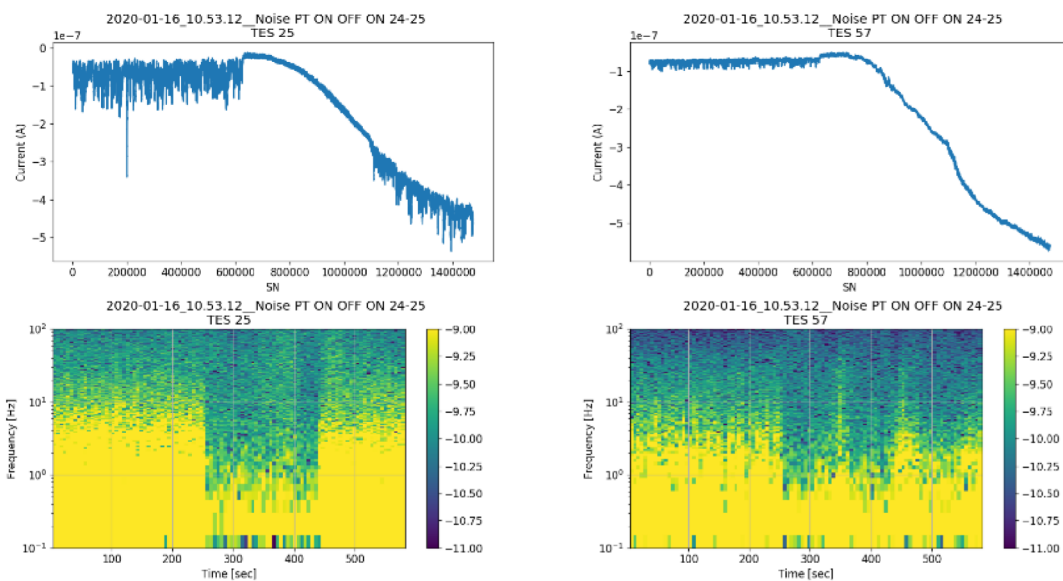 2020-01-16_10.53.12__Noise PT ON OFF ON 24-25
TES 25
1e−7
0
−1
−2
−3
−4
−5
Current (A)
0 200000 400000 600000 800000 1000000 1200000 1400000
SN
2020-01-16_10.53.12__Noise PT ON OFF ON 24-25
TES 57
1e−7
−1
−2
−3
−4
−5
Current (A)
0 200000 400000 600000 800000 1000000 1200000 1400000
SN
2020-01-16_10.53.12__Noise PT ON OFF ON 24-25
TES 25
10²
10¹
10⁰
10⁻¹
Frequency [Hz]
100 200 300 400 500
Time [sec]
−9.00
−9.25
−9.50
−9.75
−10.00
−10.25
−10.50
−10.75
−11.00
2020-01-16_10.53.12__Noise PT ON OFF ON 24-25
TES 57
10²
10¹
10⁰
10⁻¹
Frequency [Hz]
100 200 300 400 500
Time [sec]
−9.00
−9.25
−9.50
−9.75
−10.00
−10.25
−10.50
−10.75
−11.00